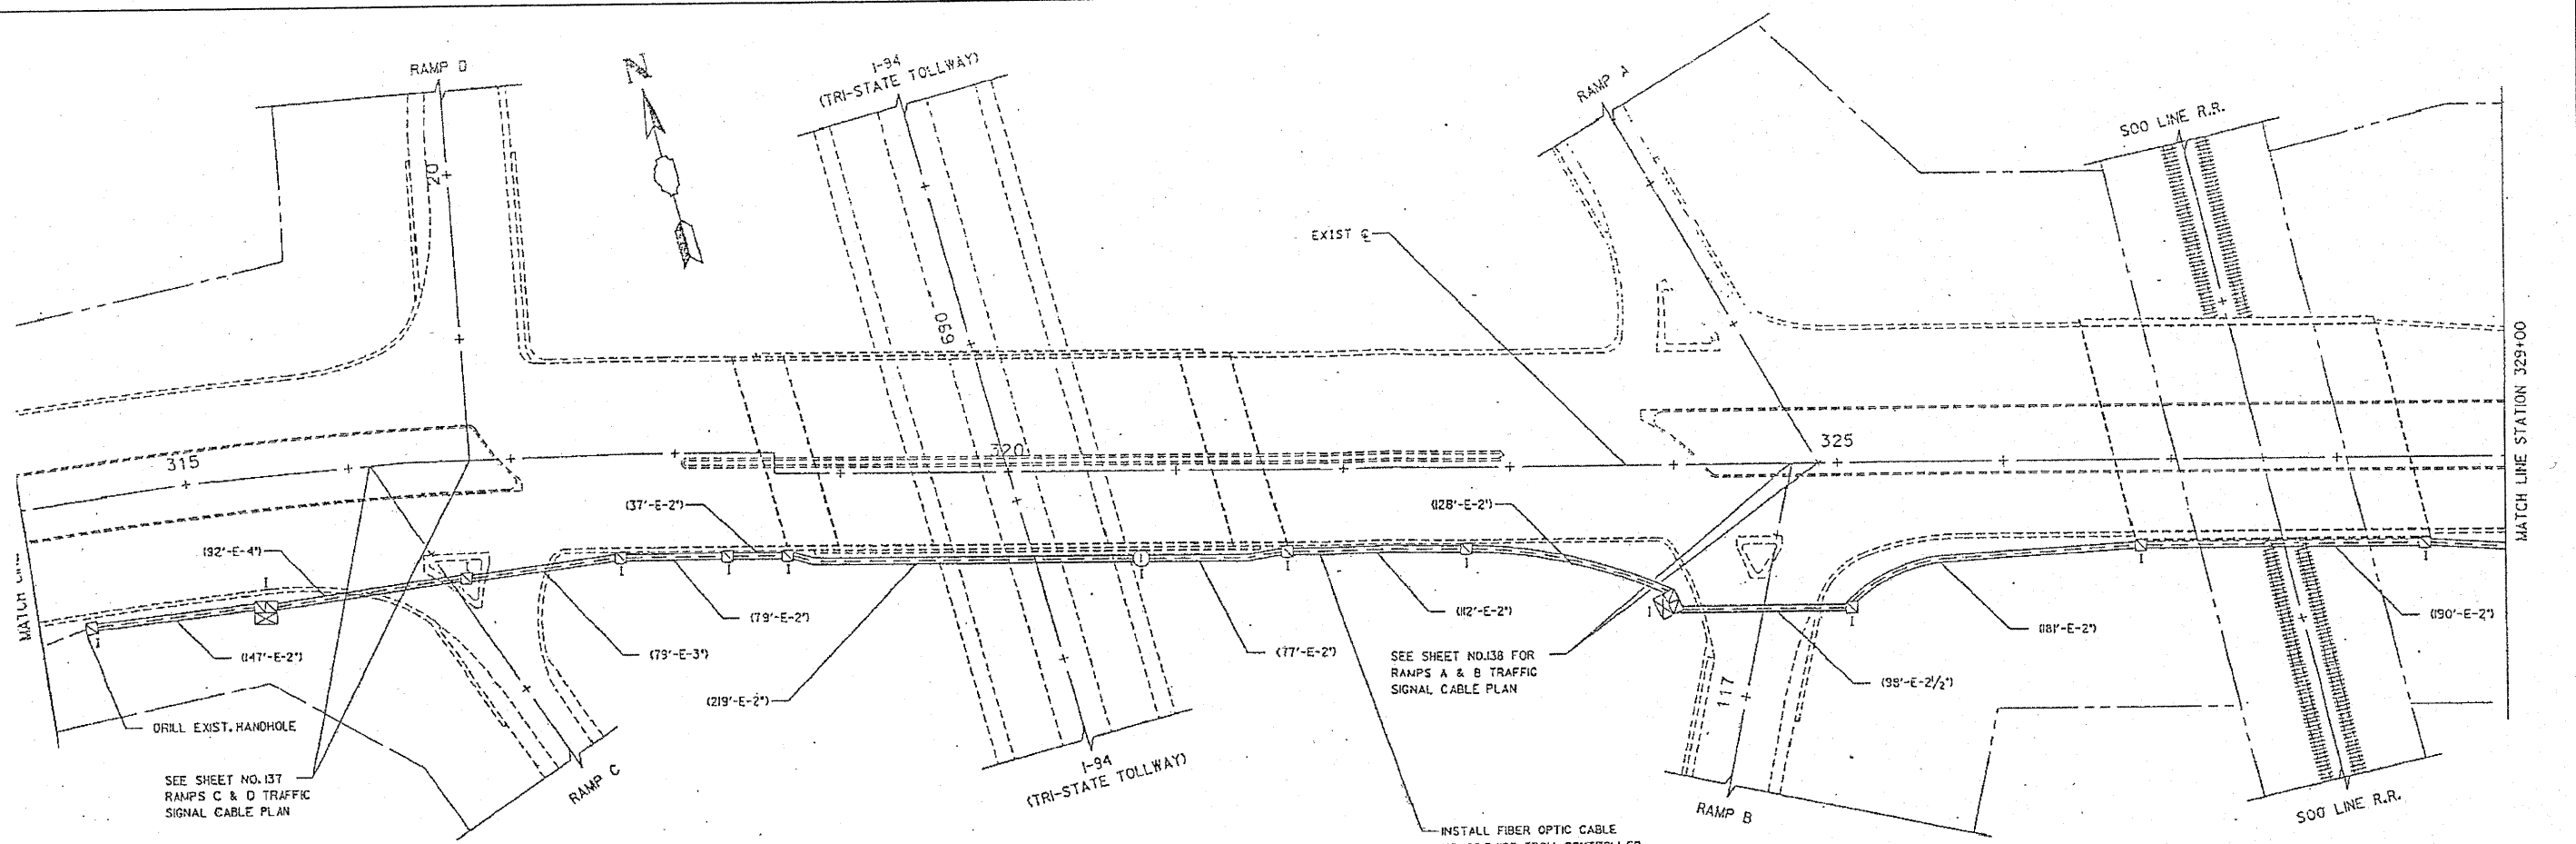 RAMP D
N
I-94
(TRI-STATE TOLLWAY)
RAMP A
SOO LINE R.R.
20
EXIST ℄
690
MATCH LINE STATION 329+00
315
320
325
(37'-E-2")
(128'-E-2")
(92'-E-4")
I
I
I
I
I
I
I
I
I
I
I
I
I
MATCH LINE
(147'-E-2")
(79'-E-3")
(79'-E-2")
(219'-E-2")
(77'-E-2")
(112'-E-2")
(98'-E-2½")
(181'-E-2")
(190'-E-2")
DRILL EXIST. HANDHOLE
SEE SHEET NO. 137
RAMPS C & D TRAFFIC
SIGNAL CABLE PLAN
RAMP C
I-94
(TRI-STATE TOLLWAY)
SEE SHEET NO. 138 FOR
RAMPS A & B TRAFFIC
SIGNAL CABLE PLAN
117
RAMP B
SOO LINE R.R.
INSTALL FIBER OPTIC CABLE